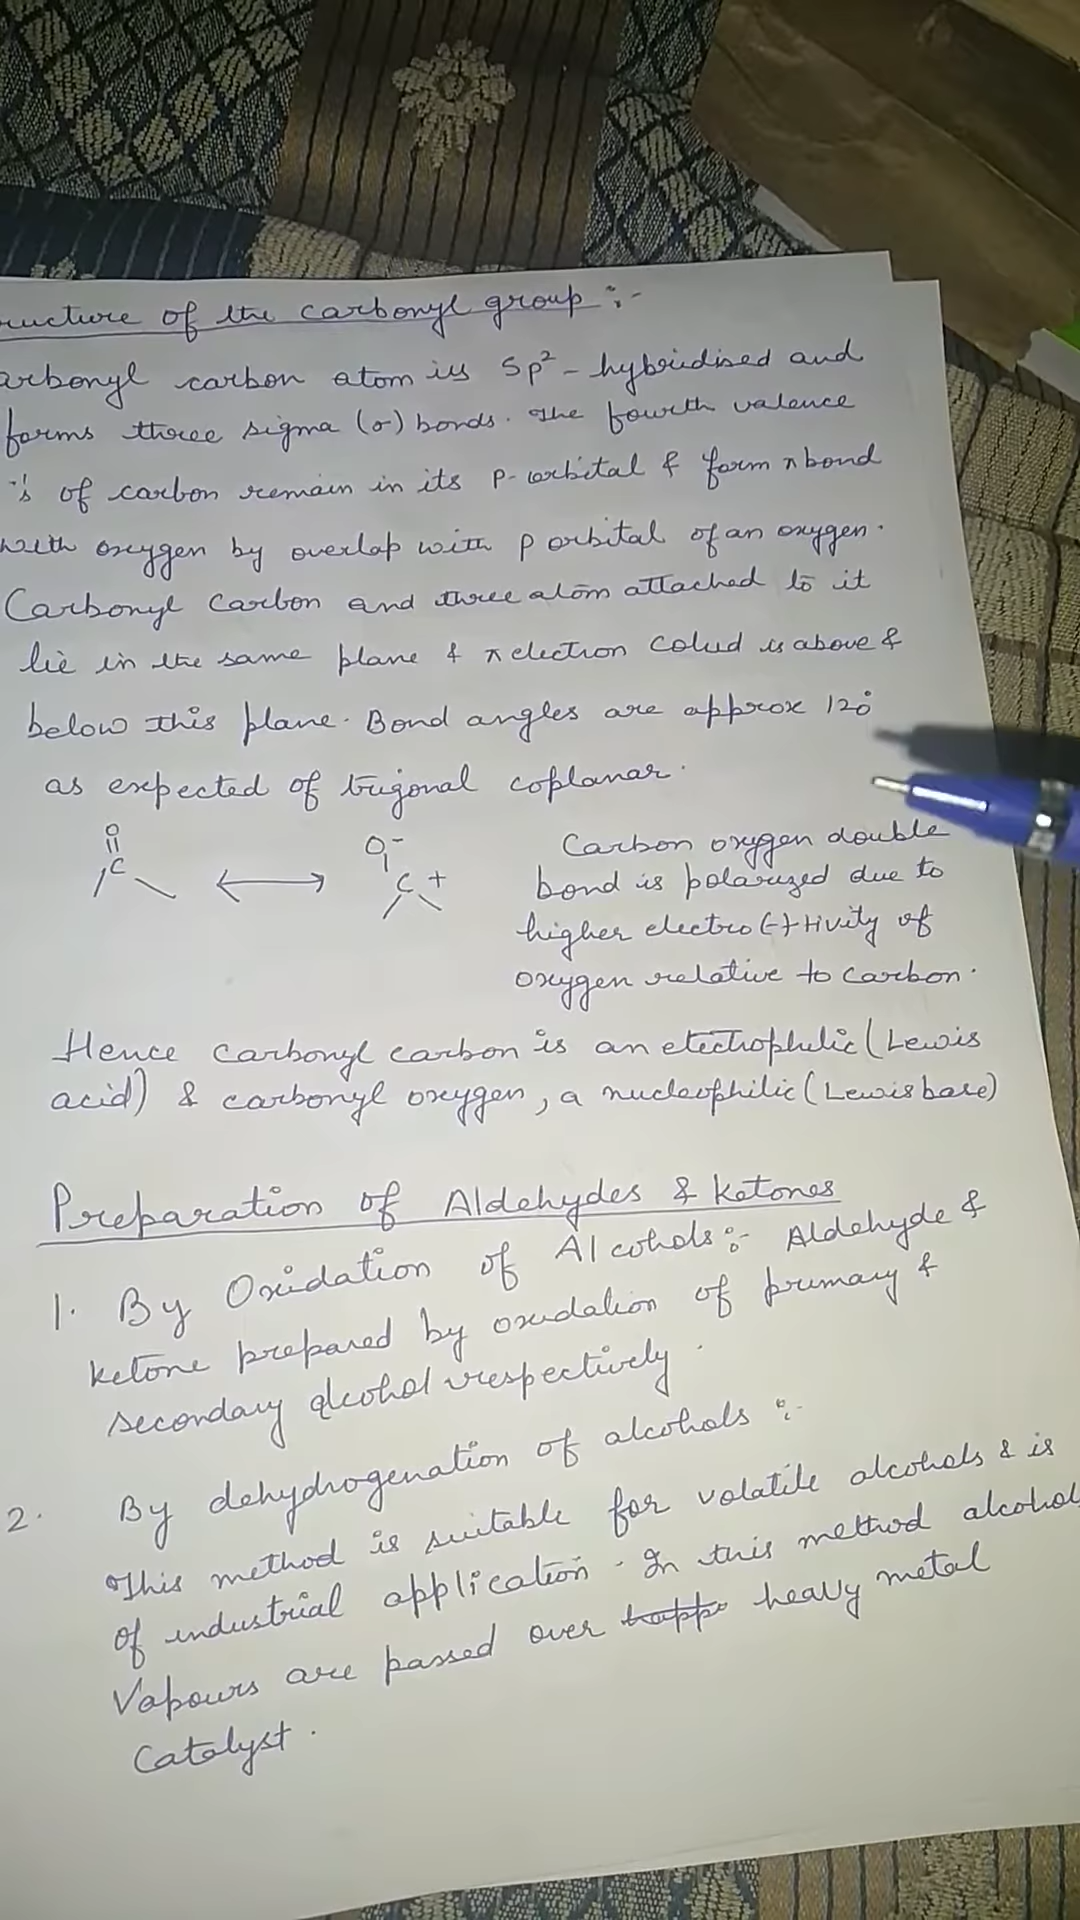 ructure of the carbonyl group :-
arbonyl carbon atom is sp² - hybridised and
forms three sigma (σ) bonds. The fourth valence
of carbon remain in its p-orbital & form π bond
with oxygen by overlap with p orbital of an oxygen.
Carbonyl Carbon and three atom attached to it
lie in the same plane & π electron colud is above &
below this plane. Bond angles are approx 120°
as expected of trigonal coplanar.
O
C
O-
C +
Carbon oxygen double
bond is polarized due to
higher electro(-)tivity of
oxygen relative to carbon.
Hence carbonyl carbon is an electrophilic (Lewis
acid) & carbonyl oxygen, a nucleophilic (Lewis base)
Preparation of Aldehydes & Ketones
1. By Oxidation of Alcohols :- Aldehyde &
ketone prepared by oxidation of primary &
secondary alcohol respectively.
2. By dehydrogenation of alcohols :-
This method is suitable for volatile alcohols & is
of industrial application. In this method alcohol
Vapours are passed over heavy metal
Catalyst.